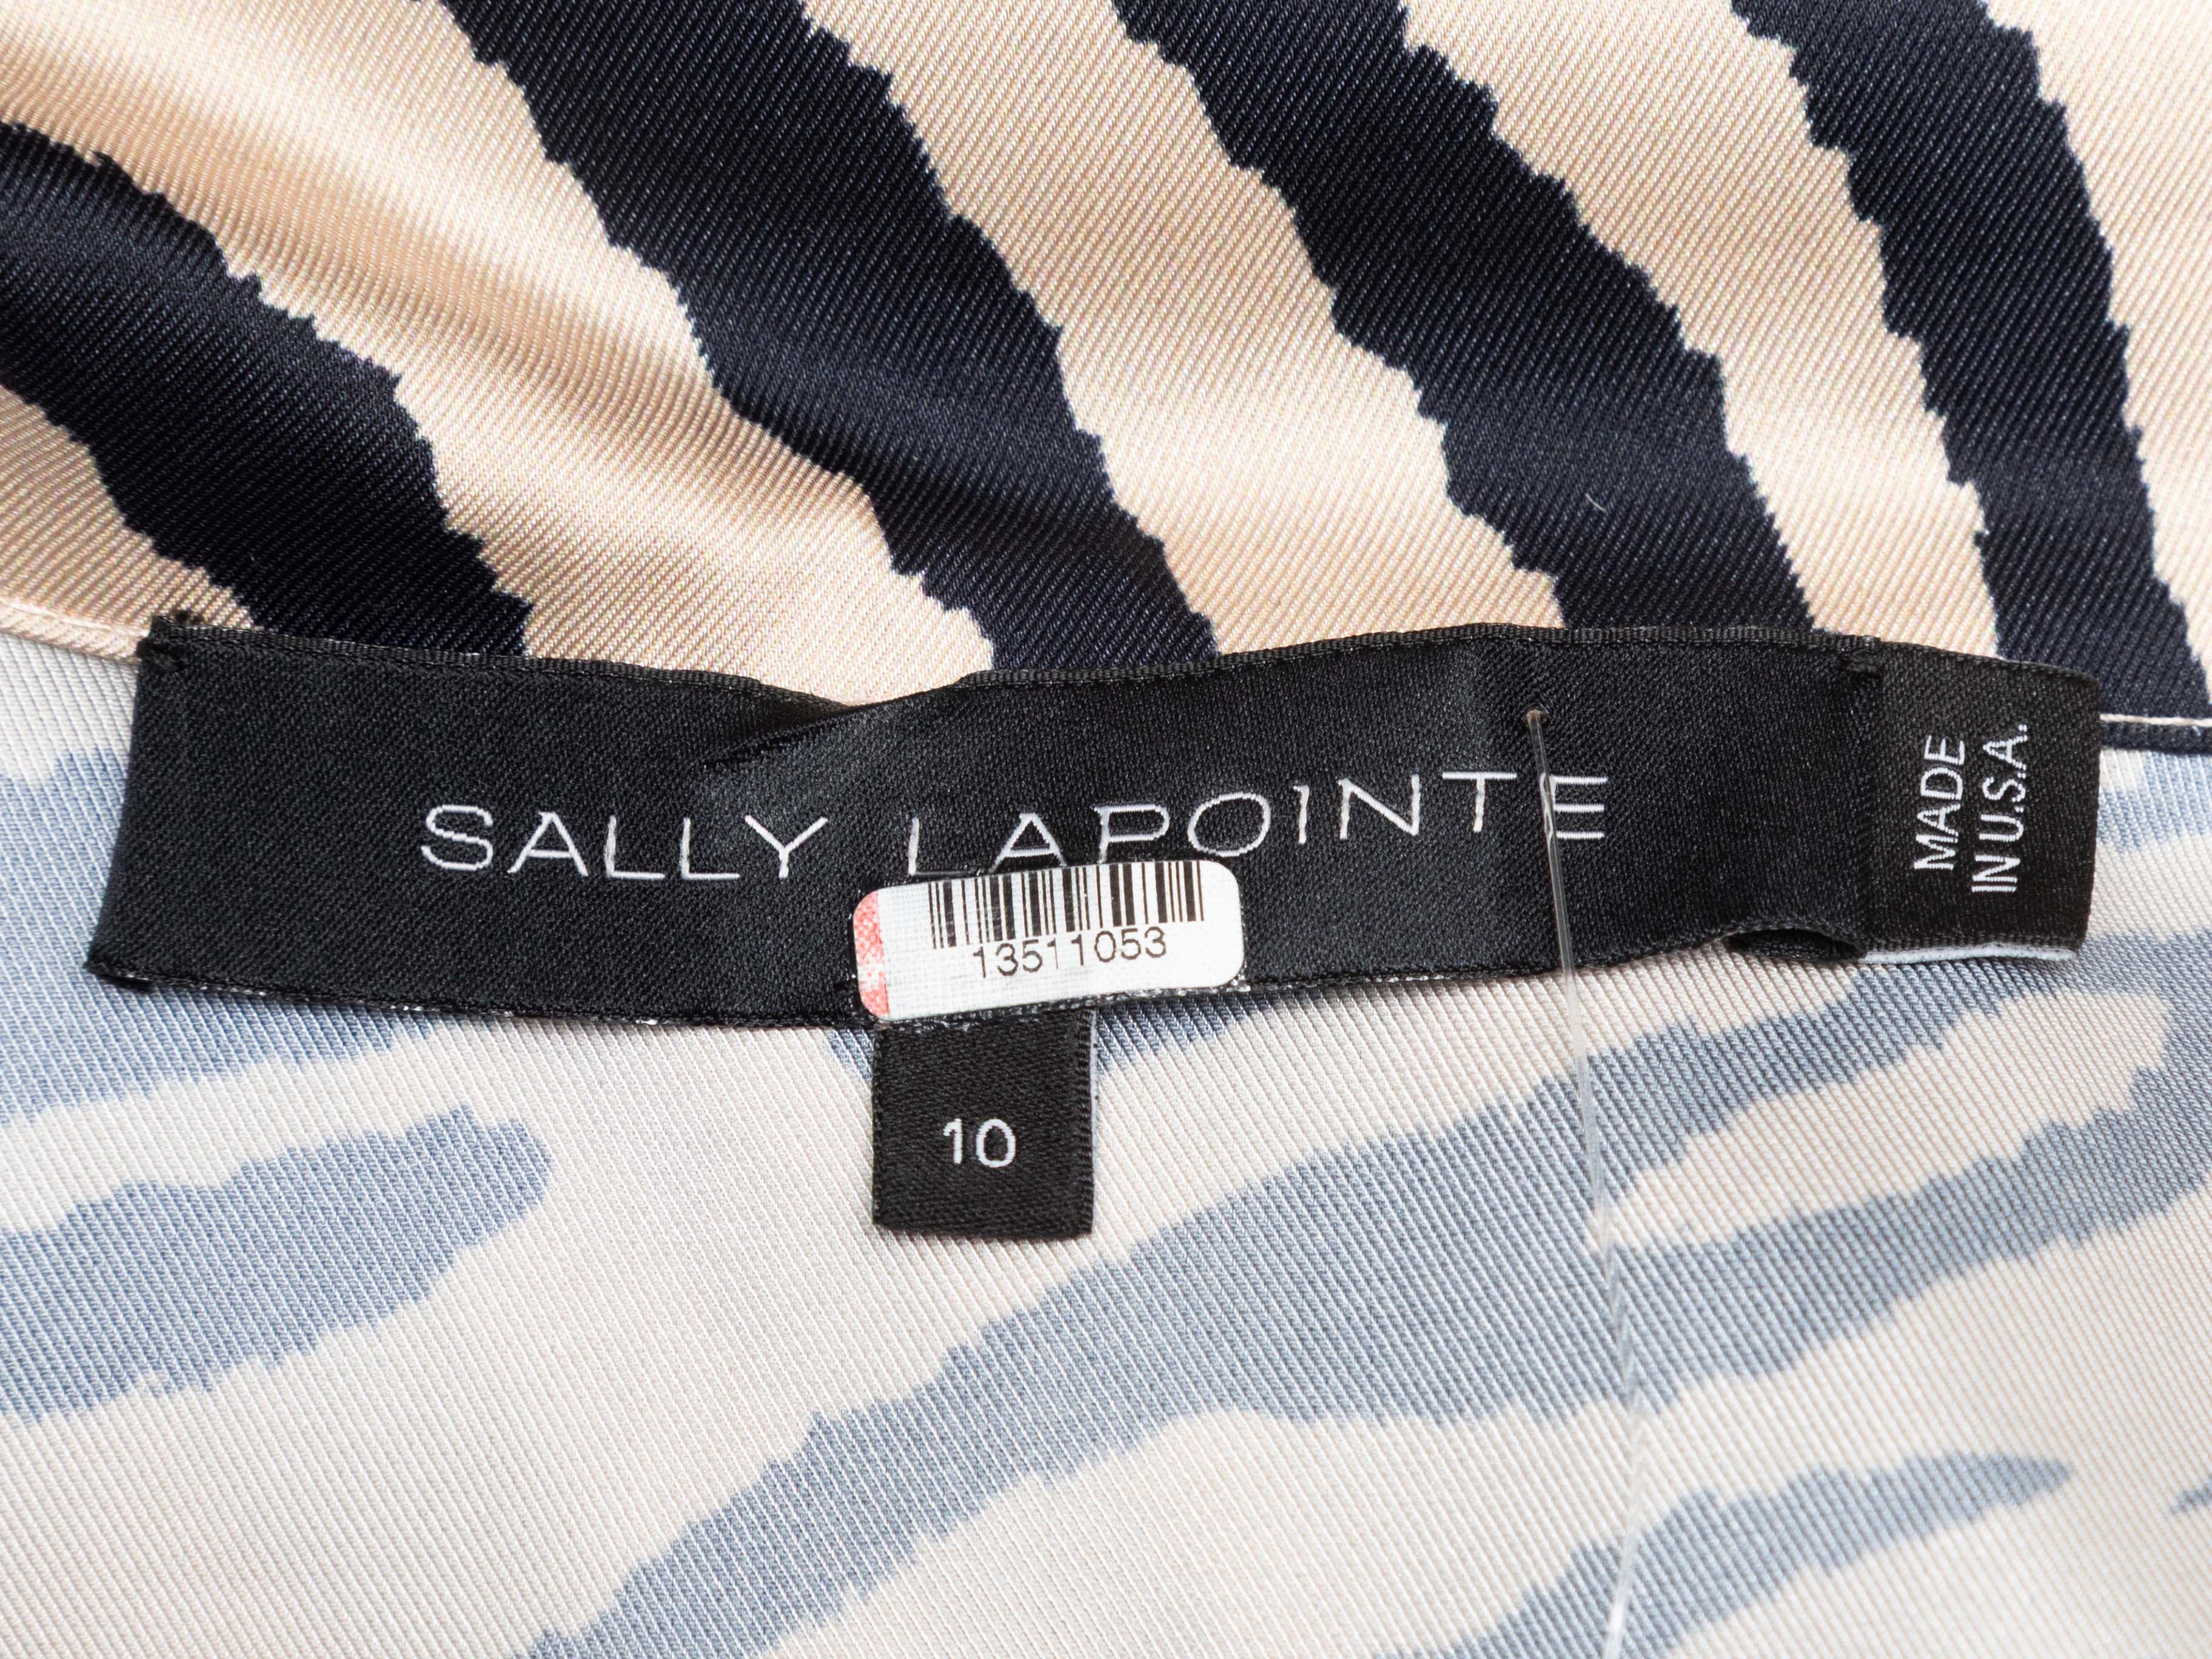 SALLY LAPOINTE
MADE
IN U.S.A.
13511053
10